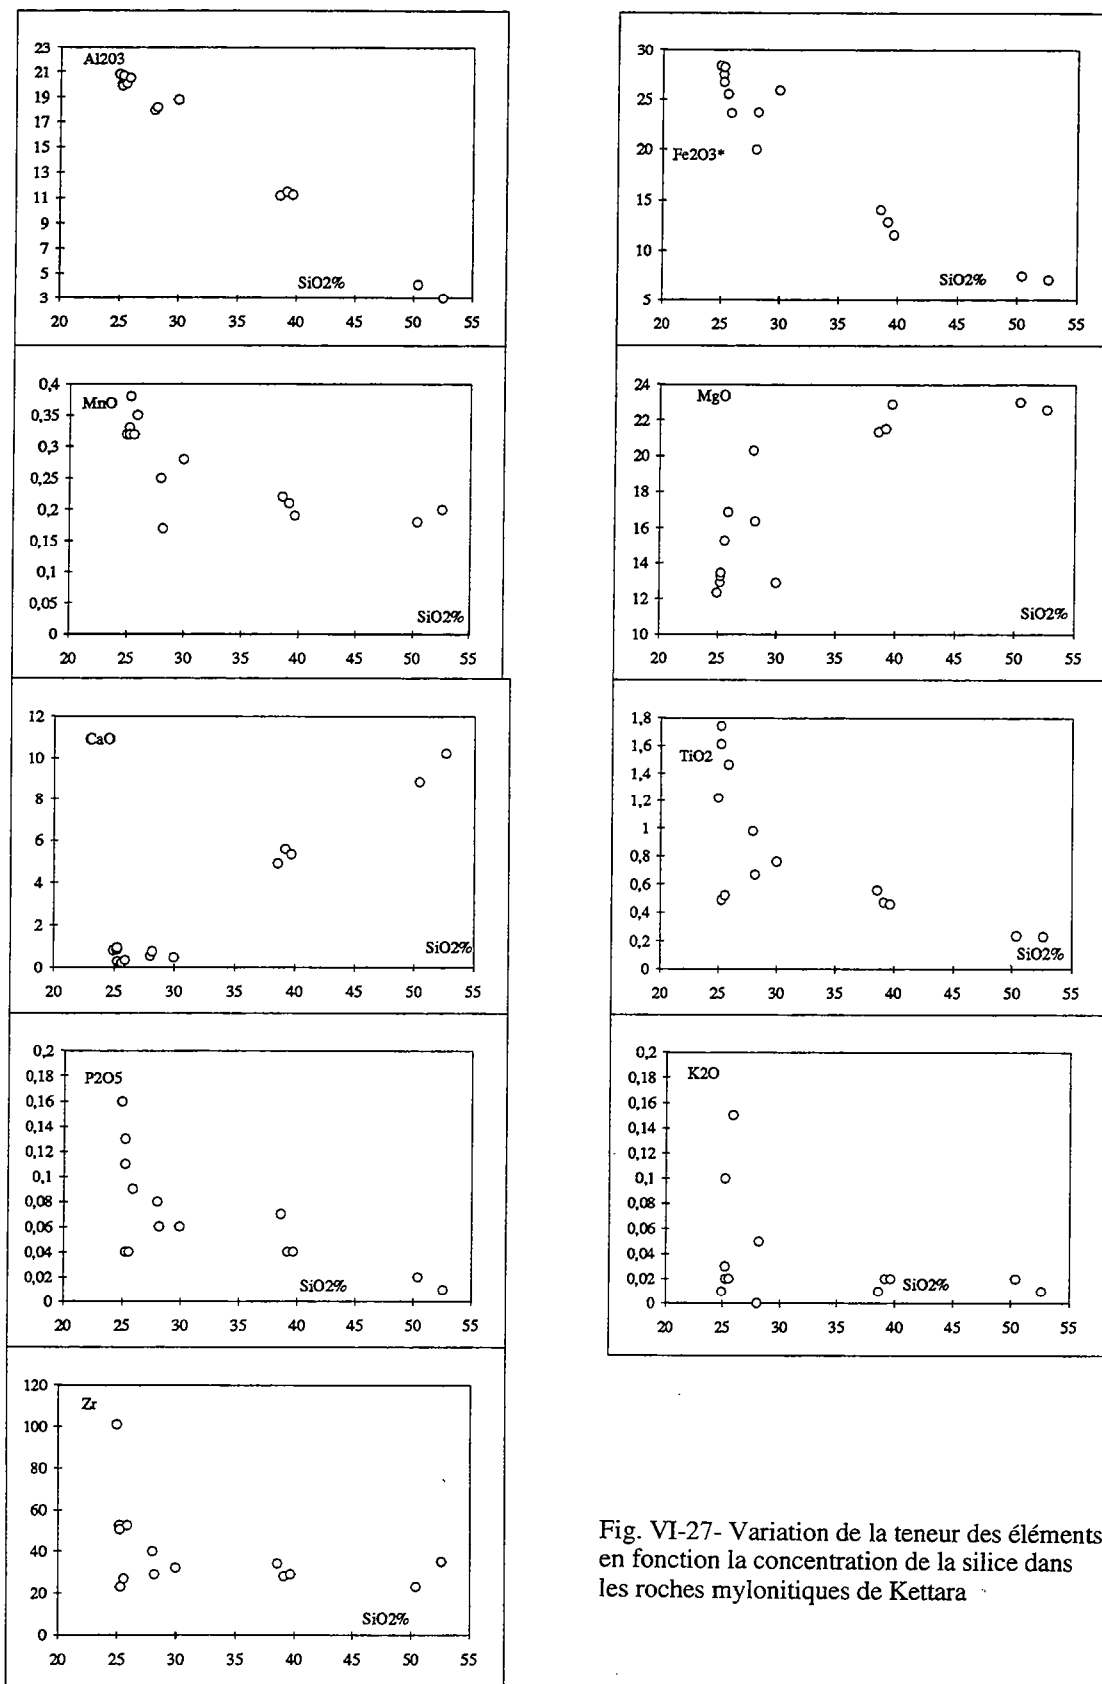 Al2O3
23
21
19
17
15
13
11
9
7
5
3
SiO2%
20 25 30 35 40 45 50 55
30
25
20
15
10
5
Fe2O3*
SiO2%
20 25 30 35 40 45 50 55
MnO
0,4
0,35
0,3
0,25
0,2
0,15
0,1
0,05
0
SiO2%
20 25 30 35 40 45 50 55
MgO
24
22
20
18
16
14
12
10
SiO2%
20 25 30 35 40 45 50 55
CaO
12
10
8
6
4
2
0
SiO2%
20 25 30 35 40 45 50 55
TiO2
1,8
1,6
1,4
1,2
1
0,8
0,6
0,4
0,2
0
SiO2%
20 25 30 35 40 45 50 55
P2O5
0,2
0,18
0,16
0,14
0,12
0,1
0,08
0,06
0,04
0,02
0
SiO2%
20 25 30 35 40 45 50 55
K2O
0,2
0,18
0,16
0,14
0,12
0,1
0,08
0,06
0,04
0,02
0
SiO2%
20 25 30 35 40 45 50 55
Zr
120
100
80
60
40
20
0
SiO2%
20 25 30 35 40 45 50 55
Fig. VI-27- Variation de la teneur des éléments
en fonction la concentration de la silice dans
les roches mylonitiques de Kettara